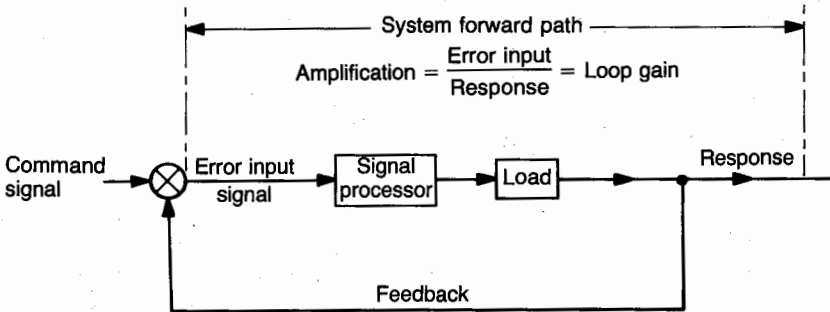 System forward path
Amplification = Error input / Response = Loop gain
Command
signal
Error input
signal
Signal
processor
Load
Response
Feedback